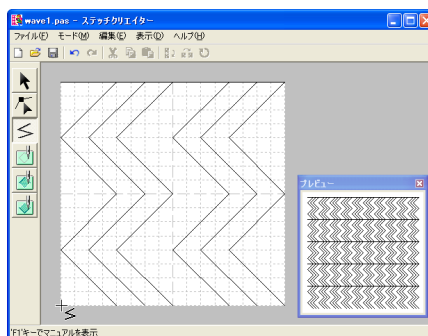 wave1.pas - ステッチクリエイター
ファイル(F) モード(M) 編集(E) 表示(D) ヘルプ(H)
プレビュー
'F1'キーでマニュアルを表示